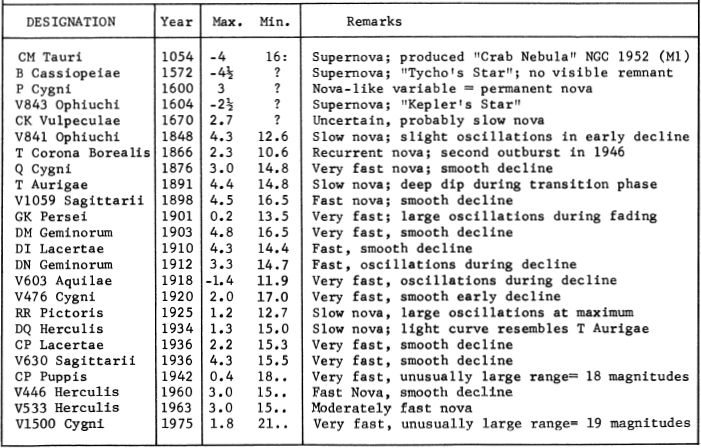 DESIGNATION Year Max. Min. Remarks
CM Tauri 1054 -4 16: Supernova; produced "Crab Nebula" NGC 1952 (M1)
B Cassiopeiae 1572 -4½ ? Supernova; "Tycho's Star"; no visible remnant
P Cygni 1600 3 ? Nova-like variable = permanent nova
V843 Ophiuchi 1604 -2½ ? Supernova; "Kepler's Star"
CK Vulpeculae 1670 2.7 ? Uncertain, probably slow nova
V841 Ophiuchi 1848 4.3 12.6 Slow nova; slight oscillations in early decline
T Corona Borealis 1866 2.3 10.6 Recurrent nova; second outburst in 1946
Q Cygni 1876 3.0 14.8 Very fast nova; smooth decline
T Aurigae 1891 4.4 14.8 Slow nova; deep dip during transition phase
V1059 Sagittarii 1898 4.5 16.5 Fast nova; smooth decline
GK Persei 1901 0.2 13.5 Very fast; large oscillations during fading
DM Geminorum 1903 4.8 16.5 Very fast, smooth decline
DI Lacertae 1910 4.3 14.4 Fast, smooth decline
DN Geminorum 1912 3.3 14.7 Fast, oscillations during decline
V603 Aquilae 1918 -1.4 11.9 Very fast, oscillations during decline
V476 Cygni 1920 2.0 17.0 Very fast, smooth early decline
RR Pictoris 1925 1.2 12.7 Slow nova, large oscillations at maximum
DQ Herculis 1934 1.3 15.0 Slow nova; light curve resembles T Aurigae
CP Lacertae 1936 2.2 15.3 Very fast, smooth decline
V630 Sagittarii 1936 4.3 15.5 Very fast, smooth decline
CP Puppis 1942 0.4 18.. Very fast, unusually large range= 18 magnitudes
V446 Herculis 1960 3.0 15.. Fast Nova, smooth decline
V533 Herculis 1963 3.0 15.. Moderately fast nova
V1500 Cygni 1975 1.8 21.. Very fast, unusually large range= 19 magnitudes